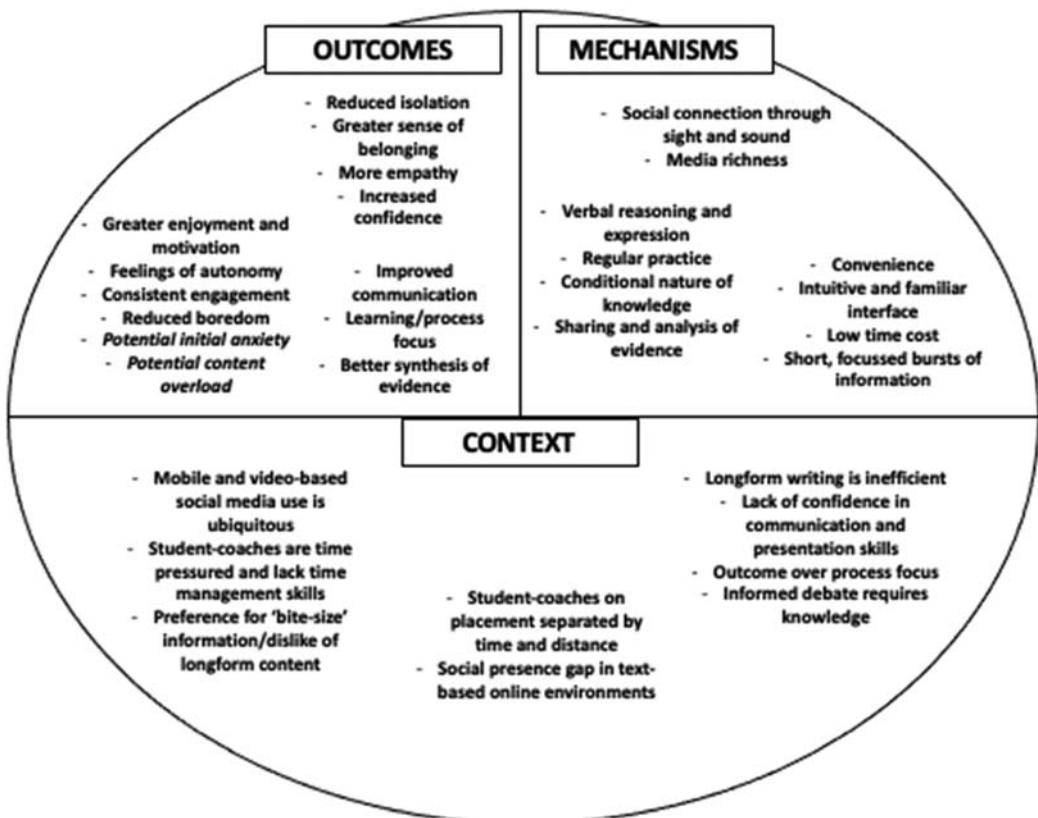 OUTCOMES
- Reduced isolation
- Greater sense of
belonging
- More empathy
- Increased
confidence
- Greater enjoyment and
motivation
- Feelings of autonomy
- Consistent engagement
- Reduced boredom
- Potential initial anxiety
- Potential content
overload
- Improved
communication
- Learning/process
focus
- Better synthesis of
evidence
MECHANISMS
- Social connection through
sight and sound
- Media richness
- Verbal reasoning and
expression
- Regular practice
- Conditional nature of
knowledge
- Sharing and analysis of
evidence
- Convenience
- Intuitive and familiar
interface
- Low time cost
- Short, focussed bursts of
information
CONTEXT
- Mobile and video-based
social media use is
ubiquitous
- Student-coaches are time
pressured and lack time
management skills
- Preference for ‘bite-size’
information/dislike of
longform content
- Student-coaches on
placement separated by
time and distance
- Social presence gap in text-
based online environments
- Longform writing is inefficient
- Lack of confidence in
communication and
presentation skills
- Outcome over process focus
- Informed debate requires
knowledge